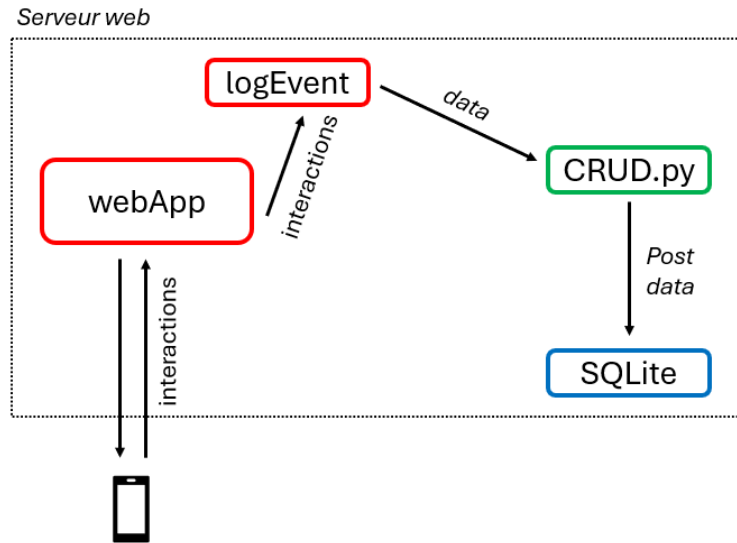 Serveur web
logEvent
data
interactions
CRUD.py
webApp
Post
data
interactions
SQLite